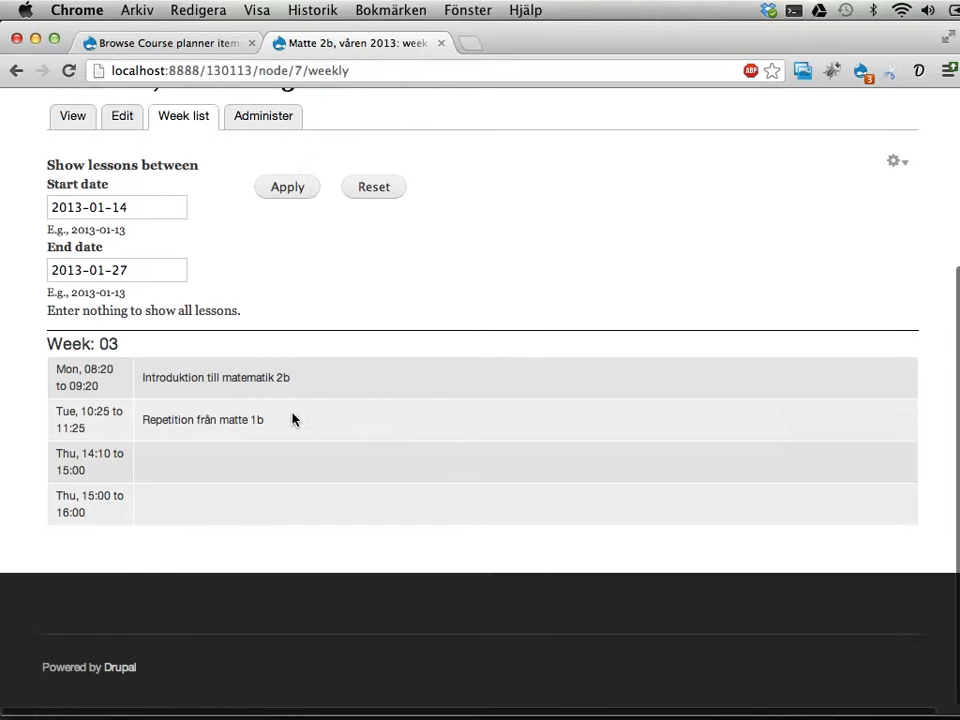 Chrome Arkiv Redigera Visa Historik Bokmärken Fönster Hjälp
Browse Course planner item
Matte 2b, våren 2013: week
localhost:8888/130113/node/7/weekly
ABP
3
D
View Edit Week list Administer
Show lessons between
Start date
Apply Reset
2013-01-14
E.g., 2013-01-13
End date
2013-01-27
E.g., 2013-01-13
Enter nothing to show all lessons.
Week: 03
Mon, 08:20
to 09:20
Introduktion till matematik 2b
Tue, 10:25 to
11:25
Repetition från matte 1b
Thu, 14:10 to
15:00
Thu, 15:00 to
16:00
Powered by Drupal